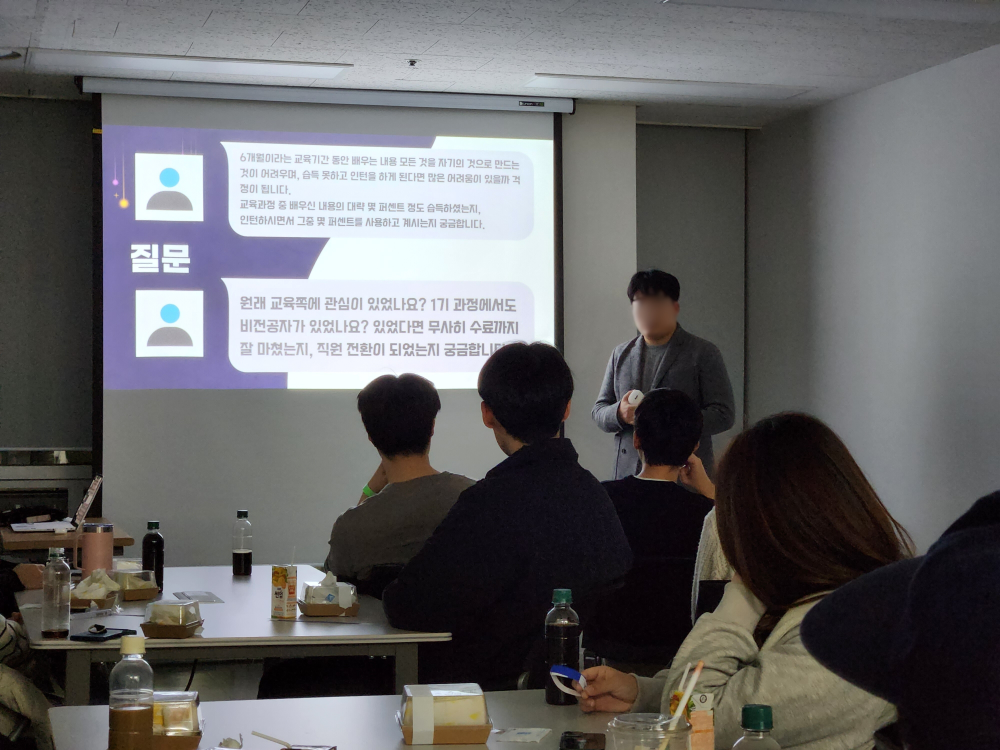 6개월이라는 교육기간 동안 배우는 내용 모든 것을 자기의 것으로 만드는
것이 어려우며, 습득 못하고 인턴을 하게 된다면 많은 어려움이 있을까 걱
정이 됩니다.
교육과정 중 배우신 내용의 대략 몇 퍼센트 정도 습득하셨는지,
인턴하시면서 그중 몇 퍼센트를 사용하고 계시는지 궁금합니다.
질문
원래 교육쪽에 관심이 있었나요? 1기 과정에서도
비전공자가 있었나요? 있었다면 무사히 수료까지
잘 마쳤는지, 직원 전환이 되었는지 궁금합니다